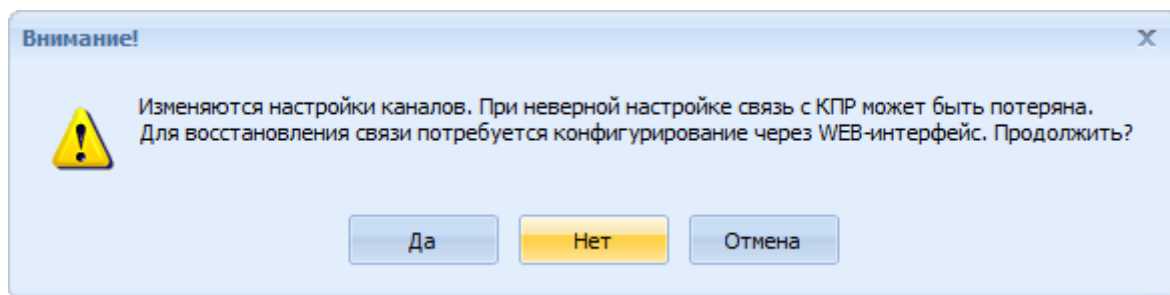 Внимание!
X
Изменяются настройки каналов. При неверной настройке связь с КПР может быть потеряна.
Для восстановления связи потребуется конфигурирование через WEB-интерфейс. Продолжить?
Да
Нет
Отмена